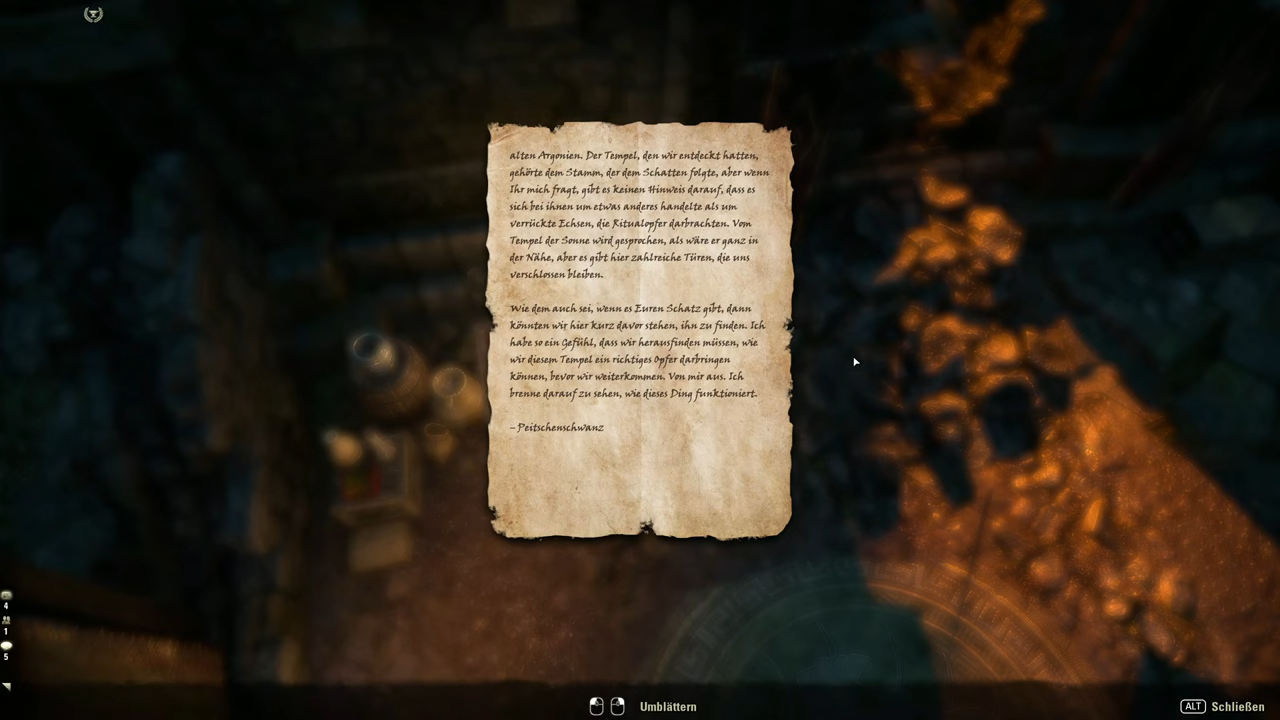 alten Argonien. Der Tempel, den wir entdeckt hatten,
gehörte dem Stamm, der dem Schatten folgte, aber wenn
Ihr mich fragt, gibt es keinen Hinweis darauf, dass es
sich bei ihnen um etwas anderes handelte als um
verrückte Echsen, die Ritualopfer darbrachten. Vom
Tempel der Sonne wird gesprochen, als wäre er ganz in
der Nähe, aber es gibt hier zahlreiche Türen, die uns
verschlossen bleiben.
Wie dem auch sei, wenn es Euren Schatz gibt, dann
könnten wir hier kurz davor stehen, ihn zu finden. Ich
habe so ein Gefühl, dass wir herausfinden müssen, wie
wir diesem Tempel ein richtiges Opfer darbringen
können, bevor wir weiterkommen. Von mir aus. Ich
brenne darauf zu sehen, wie dieses Ding funktioniert.
– Peitschenschwanz
4
1
5
Umblättern
ALT Schließen